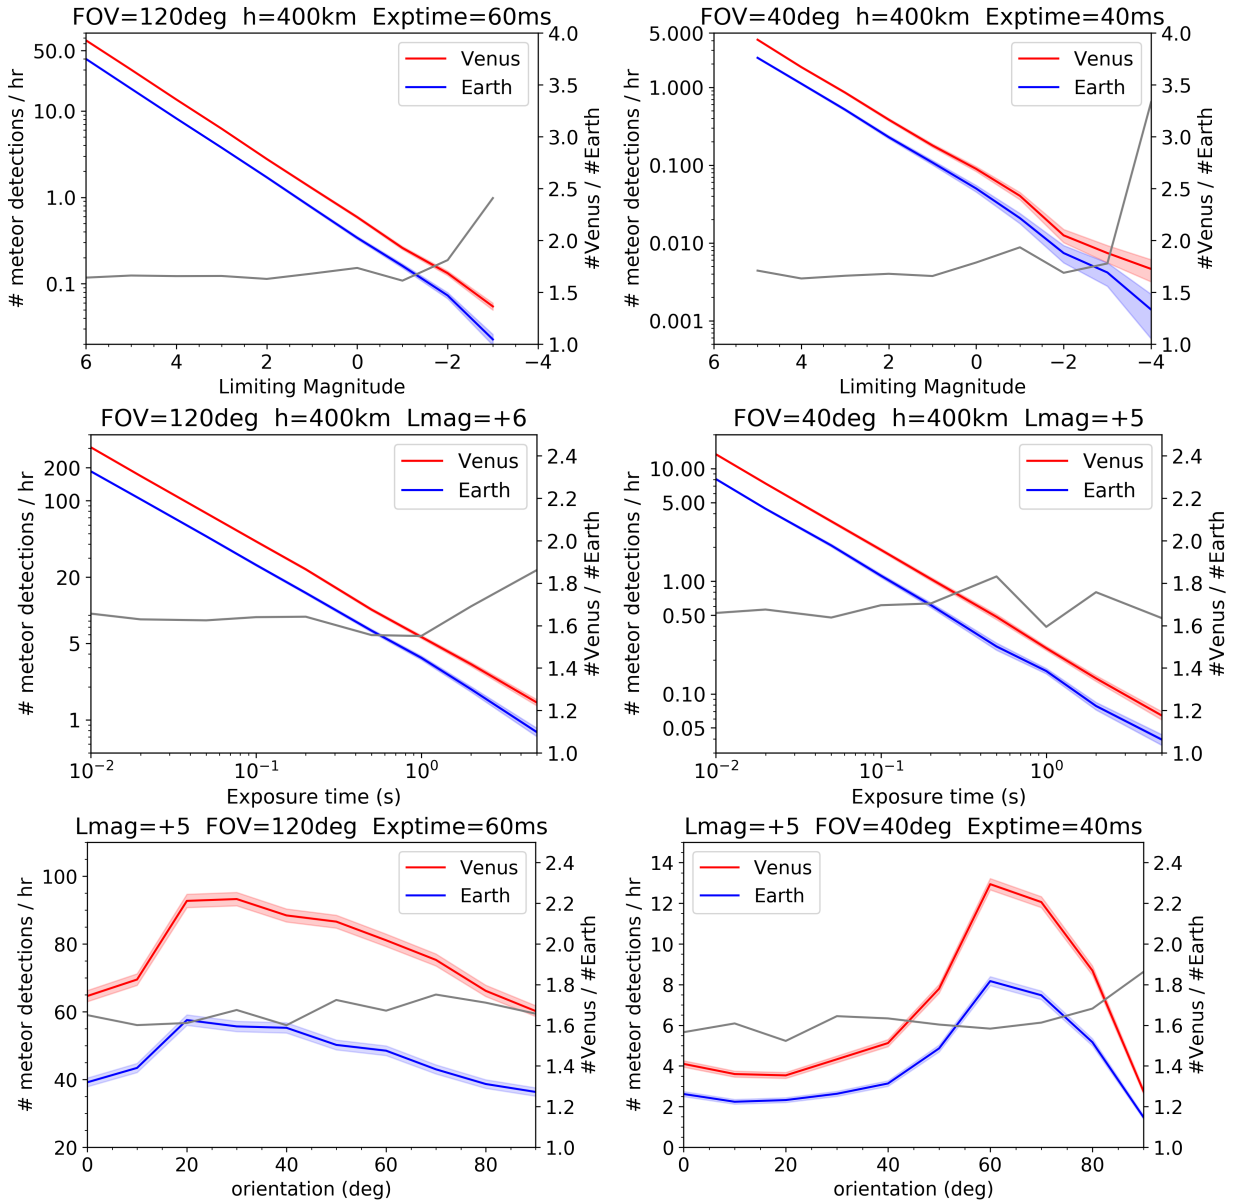 FOV=120deg h=400km Exptime=60ms
# meteor detections / hr
50.0
10.0
1.0
0.1
Venus
Earth
4.0
3.5
3.0
2.5
2.0
1.5
1.0
#Venus / #Earth
6 4 2 0 −2 −4
Limiting Magnitude
FOV=40deg h=400km Exptime=40ms
# meteor detections / hr
5.000
1.000
0.100
0.010
0.001
Venus
Earth
4.0
3.5
3.0
2.5
2.0
1.5
1.0
#Venus / #Earth
6 4 2 0 −2 −4
Limiting Magnitude
FOV=120deg h=400km Lmag=+6
# meteor detections / hr
200
100
20
5
1
Venus
Earth
2.4
2.2
2.0
1.8
1.6
1.4
1.2
1.0
#Venus / #Earth
10⁻² 10⁻¹ 10⁰
Exposure time (s)
FOV=40deg h=400km Lmag=+5
# meteor detections / hr
10.00
5.00
1.00
0.50
0.10
0.05
Venus
Earth
2.4
2.2
2.0
1.8
1.6
1.4
1.2
1.0
#Venus / #Earth
10⁻² 10⁻¹ 10⁰
Exposure time (s)
Lmag=+5 FOV=120deg Exptime=60ms
# meteor detections / hr
100
80
60
40
20
Venus
Earth
2.4
2.2
2.0
1.8
1.6
1.4
1.2
1.0
#Venus / #Earth
0 20 40 60 80
orientation (deg)
Lmag=+5 FOV=40deg Exptime=40ms
# meteor detections / hr
14
12
10
8
6
4
2
0
Venus
Earth
2.4
2.2
2.0
1.8
1.6
1.4
1.2
1.0
#Venus / #Earth
0 20 40 60 80
orientation (deg)